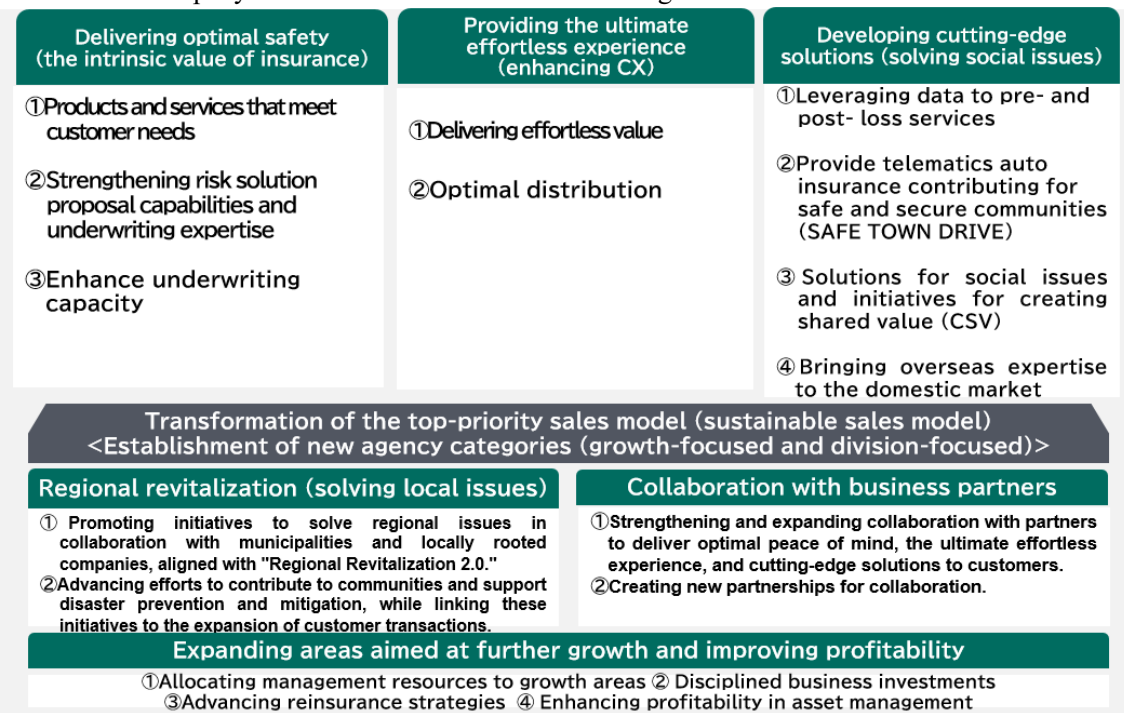 Delivering optimal safety
(the intrinsic value of insurance)
①Products and services that meet
customer needs
②Strengthening risk solution
proposal capabilities and
underwriting expertise
③Enhance underwriting
capacity
Providing the ultimate
effortless experience
(enhancing CX)
①Delivering effortless value
②Optimal distribution
Developing cutting-edge
solutions (solving social issues)
①Leveraging data to pre- and
post- loss services
②Provide telematics auto
insurance contributing for
safe and secure communities
(SAFE TOWN DRIVE)
③ Solutions for social issues
and initiatives for creating
shared value (CSV)
④ Bringing overseas expertise
to the domestic market
Transformation of the top-priority sales model (sustainable sales model)
<Establishment of new agency categories (growth-focused and division-focused)>
Regional revitalization (solving local issues)
① Promoting initiatives to solve regional issues in
collaboration with municipalities and locally rooted
companies, aligned with "Regional Revitalization 2.0."
②Advancing efforts to contribute to communities and support
disaster prevention and mitigation, while linking these
initiatives to the expansion of customer transactions.
Collaboration with business partners
①Strengthening and expanding collaboration with partners
to deliver optimal peace of mind, the ultimate effortless
experience, and cutting-edge solutions to customers.
②Creating new partnerships for collaboration.
Expanding areas aimed at further growth and improving profitability
①Allocating management resources to growth areas ② Disciplined business investments
③Advancing reinsurance strategies ④ Enhancing profitability in asset management